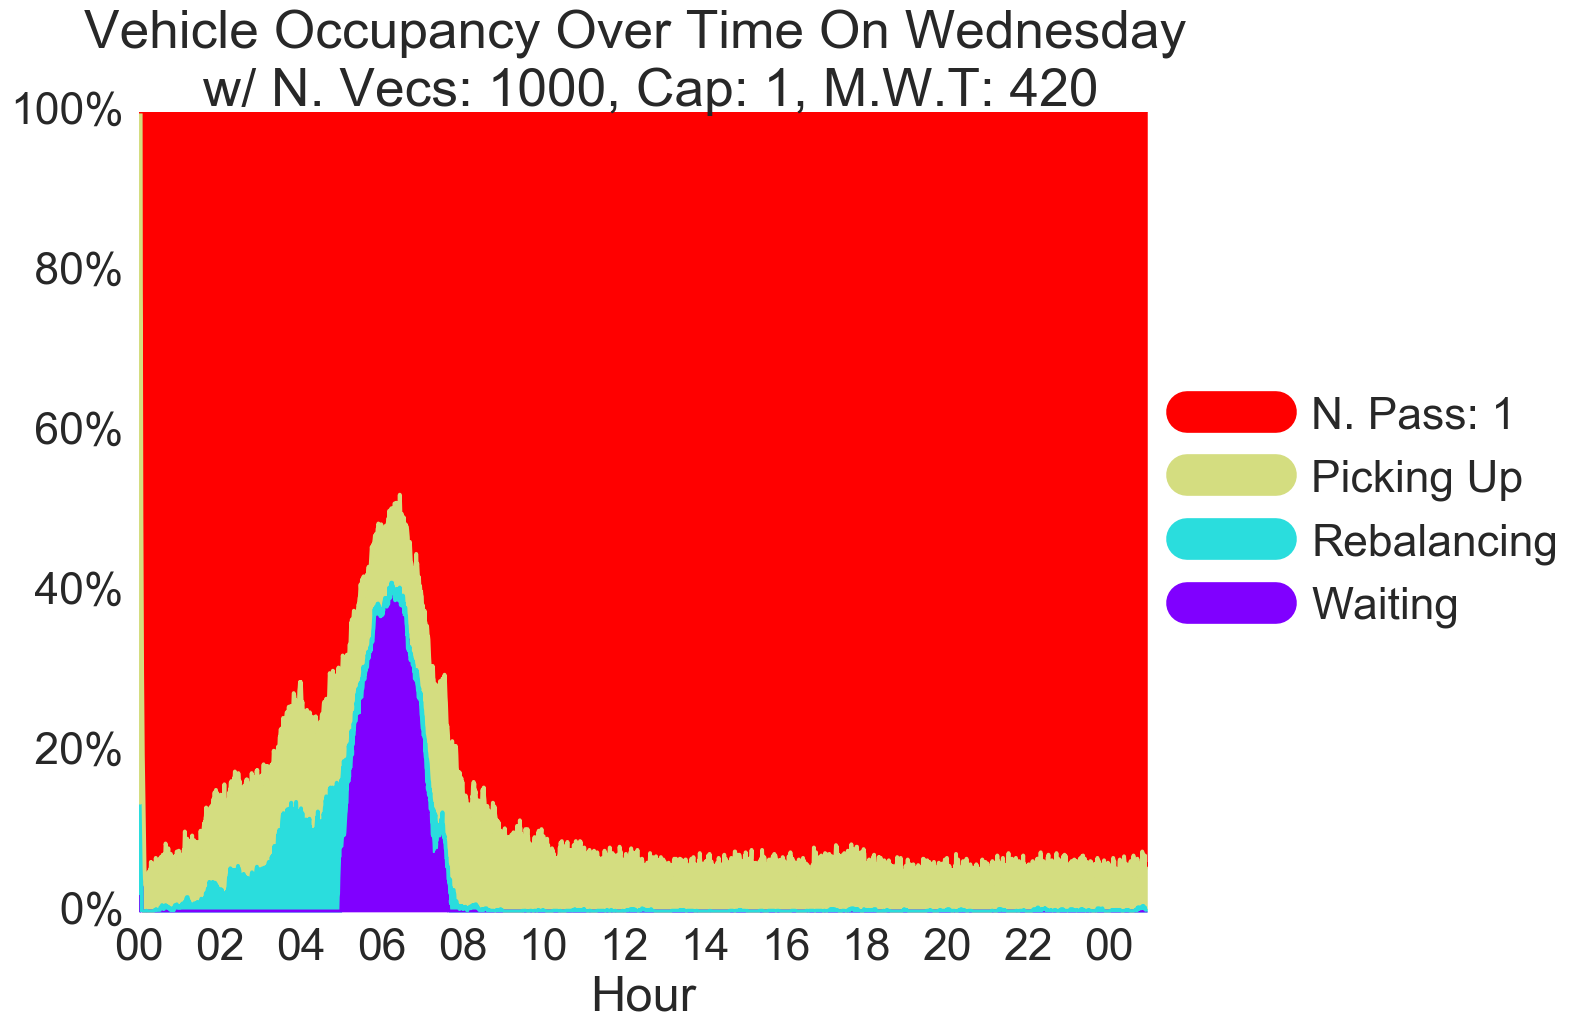 Vehicle Occupancy Over Time On Wednesday
w/ N. Vecs: 1000, Cap: 1, M.W.T: 420
100%
80%
60%
40%
20%
0%
00 02 04 06 08 10 12 14 16 18 20 22 00
Hour
N. Pass: 1
Picking Up
Rebalancing
Waiting